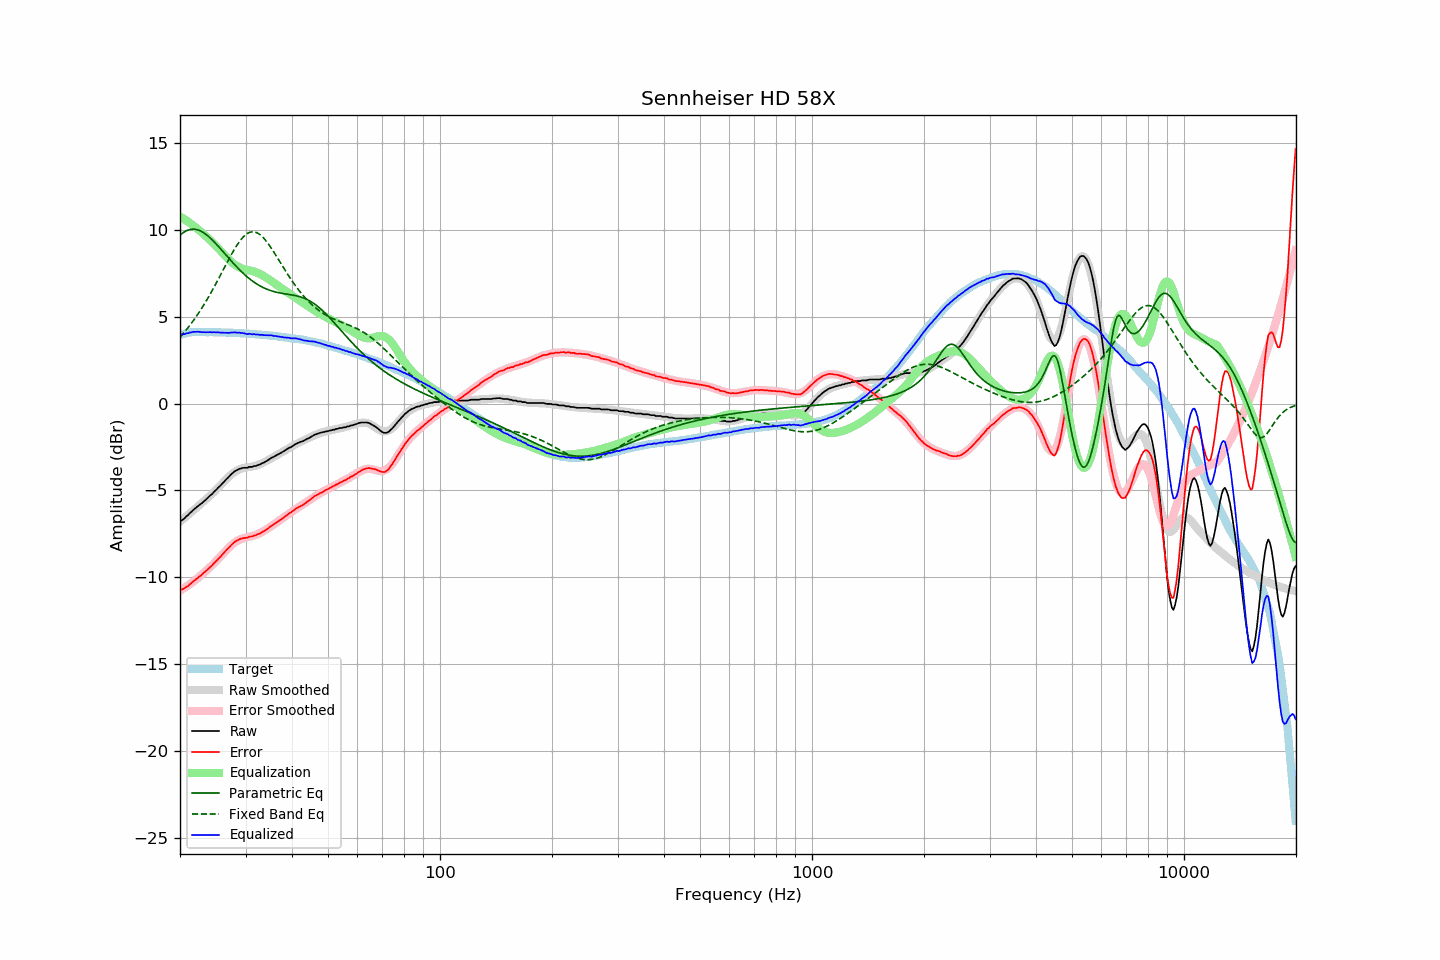 Sennheiser HD 58X
15
10
5
0
−5
−10
−15
−20
−25
Amplitude (dBr)
Target
Raw Smoothed
Error Smoothed
Raw
Error
Equalization
Parametric Eq
Fixed Band Eq
Equalized
100
1000
10000
Frequency (Hz)